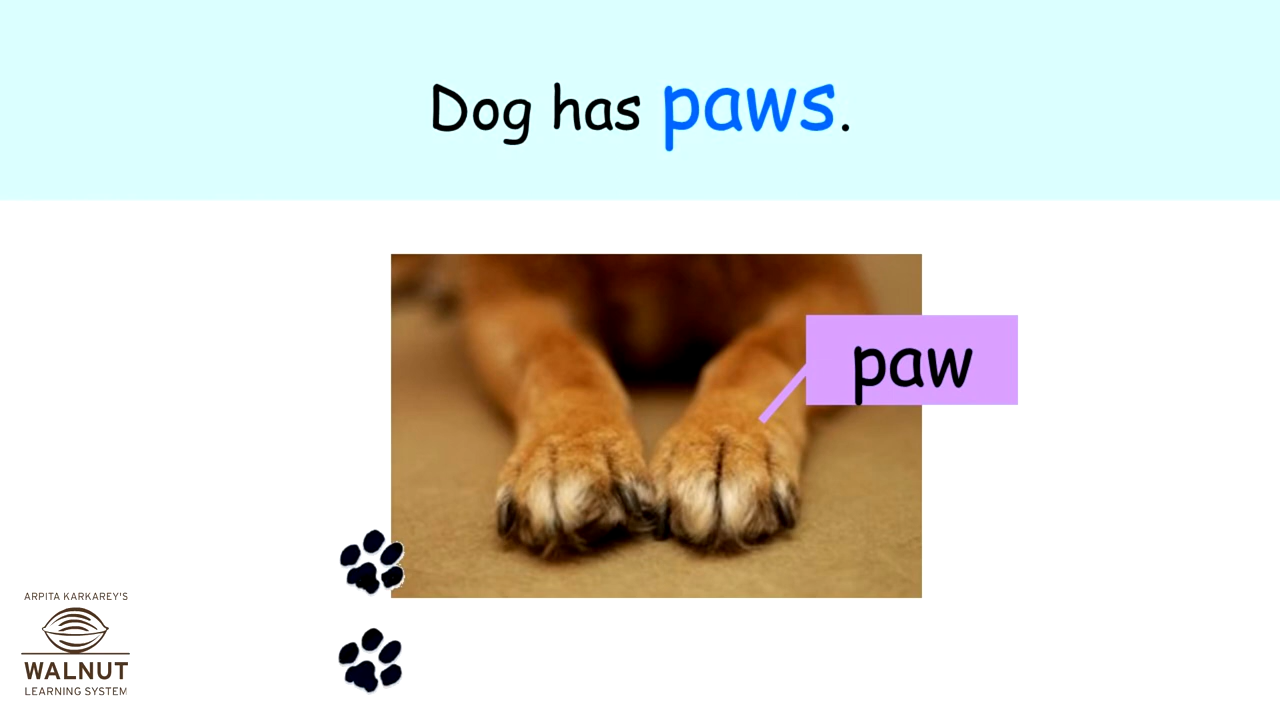 Dog has paws.
paw
ARPITA KARKAREY'S
WALNUT
LEARNING SYSTEM